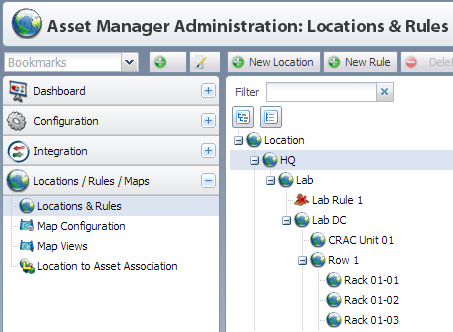 Asset Manager Administration: Locations & Rules
Bookmarks
New Location
New Rule
Delet
Dashboard
Configuration
Integration
Locations / Rules / Maps
Locations & Rules
Map Configuration
Map Views
Location to Asset Association
Filter
Location
HQ
Lab
Lab Rule 1
Lab DC
CRAC Unit 01
Row 1
Rack 01-01
Rack 01-02
Rack 01-03